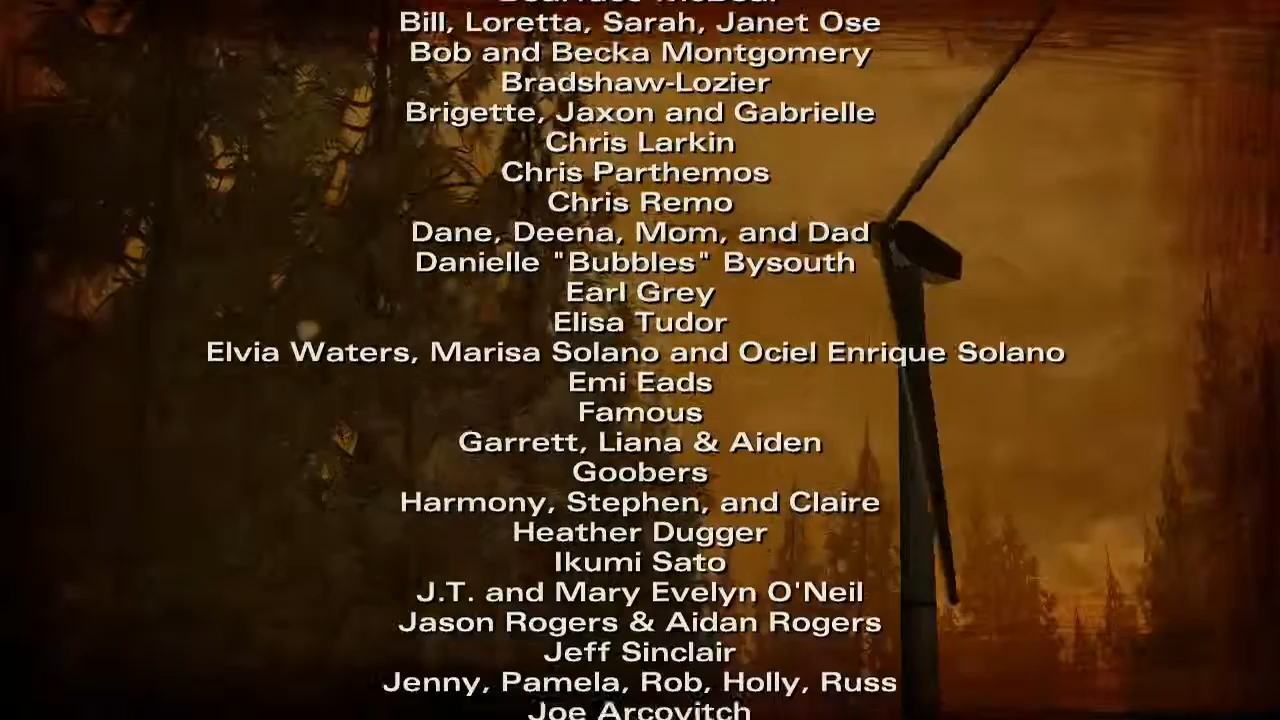 Bill, Loretta, Sarah, Janet Ose
Bob and Becka Montgomery
Bradshaw-Lozier
Brigette, Jaxon and Gabrielle
Chris Larkin
Chris Parthemos
Chris Remo
Dane, Deena, Mom, and Dad
Danielle "Bubbles" Bysouth
Earl Grey
Elisa Tudor
Elvia Waters, Marisa Solano and Ociel Enrique Solano
Emi Eads
Famous
Garrett, Liana & Aiden
Goobers
Harmony, Stephen, and Claire
Heather Dugger
Ikumi Sato
J.T. and Mary Evelyn O'Neil
Jason Rogers & Aidan Rogers
Jeff Sinclair
Jenny, Pamela, Rob, Holly, Russ
Joe Arcovitch